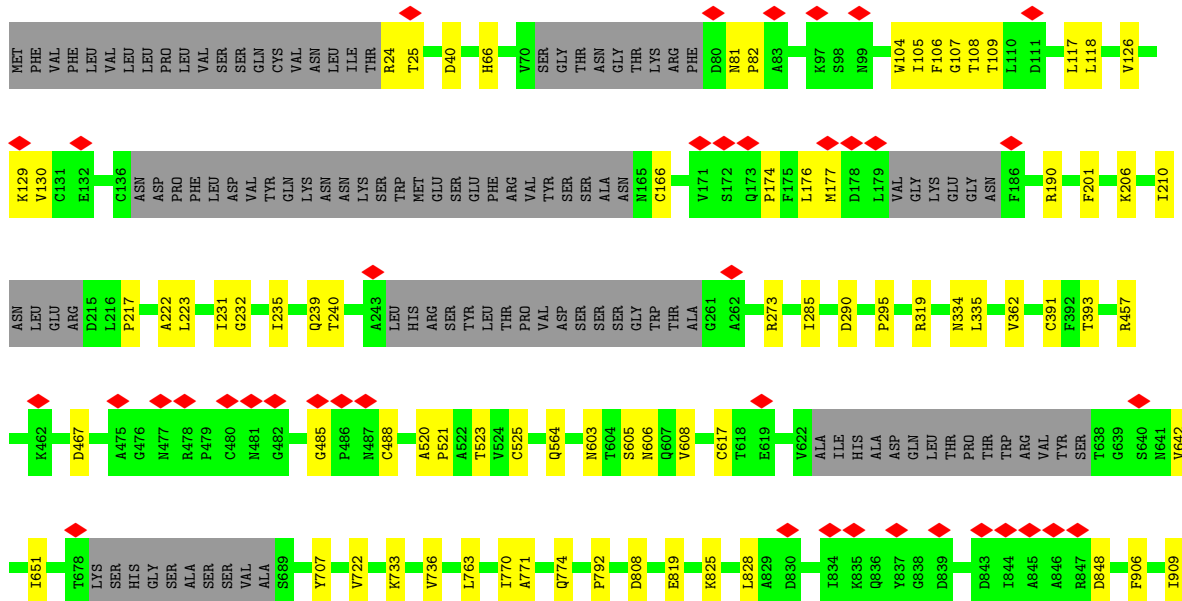 MET PHE VAL PHE LEU VAL LEU LEU PRO LEU VAL SER SER GLN CYS VAL ASN LEU ILE THR R24 T25 D40 H66 V70 SER GLY THR ASN GLY THR LYS ARG PHE D80 N81 P82 A83 K97 S98 N99 W104 I105 F106 G107 T108 T109 L110 D111 L117 L118 V126
K129 V130 C131 E132 C136 ASN ASP PRO PHE LEU ASP VAL TYR GLN LYS ASN ASN LYS SER TRP MET GLU SER GLU PHE ARG VAL TYR SER SER ALA ASN N165 C166 V171 S172 Q173 P174 F175 L176 M177 D178 L179 VAL GLY LYS GLU GLY ASN F186 R190 F201 K206 I210
ASN LEU GLU ARG D215 L216 P217 A222 L223 I231 G232 I235 Q239 T240 A243 LEU HIS ARG SER TYR LEU THR PRO VAL ASP SER SER SER GLY TRP THR ALA G261 A262 R273 I285 D290 P295 R319 N334 L335 V362 C391 F392 T393 R457
K462 D467 A475 G476 N477 R478 P479 C480 N481 G482 G485 P486 N487 C488 A520 P521 A522 T523 V524 C525 Q564 N603 T604 S605 N606 Q607 V608 C617 T618 E619 V622 ALA ILE HIS ALA ASP GLN LEU THR PRO THR TRP ARG VAL TYR SER T638 G639 S640 N641 V642
I651 T678 LYS SER HIS GLY SER ALA SER SER VAL ALA S689 Y707 V722 K733 V736 L763 I770 A771 Q774 P792 D808 E819 K825 L828 A829 D830 I834 K835 Q836 Y837 G838 D839 D843 I844 A845 A846 R847 D848 F906 I909